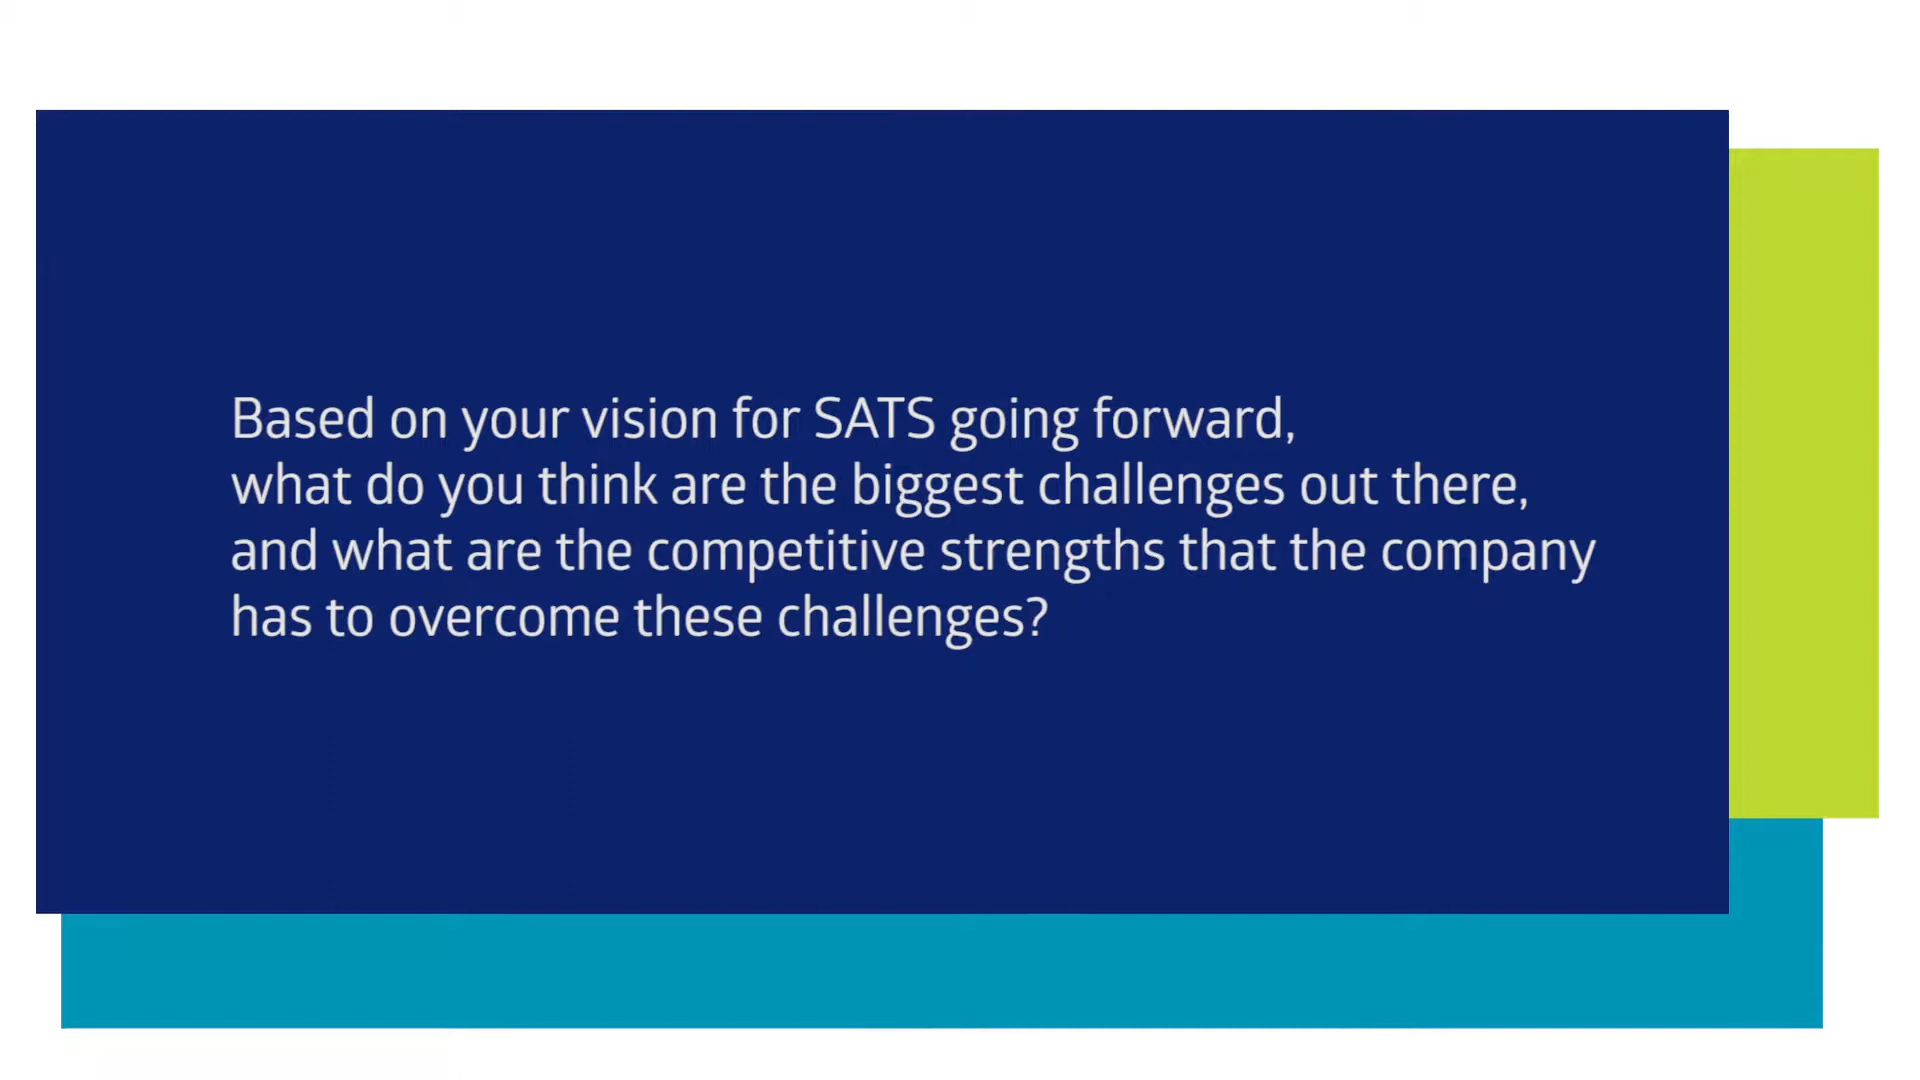 Based on your vision for SATS going forward,
what do you think are the biggest challenges out there,
and what are the competitive strengths that the company
has to overcome these challenges?